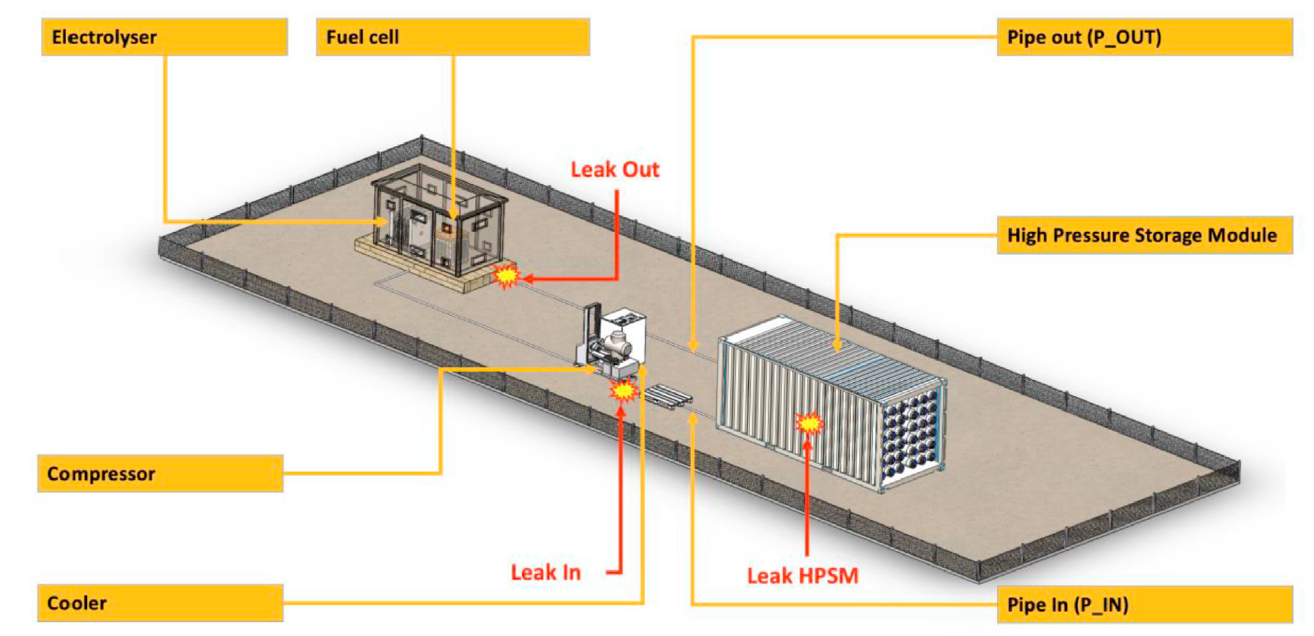 Electrolyser
Fuel cell
Pipe out (P_OUT)
Leak Out
High Pressure Storage Module
Compressor
Leak In
Leak HPSM
Cooler
Pipe In (P_IN)